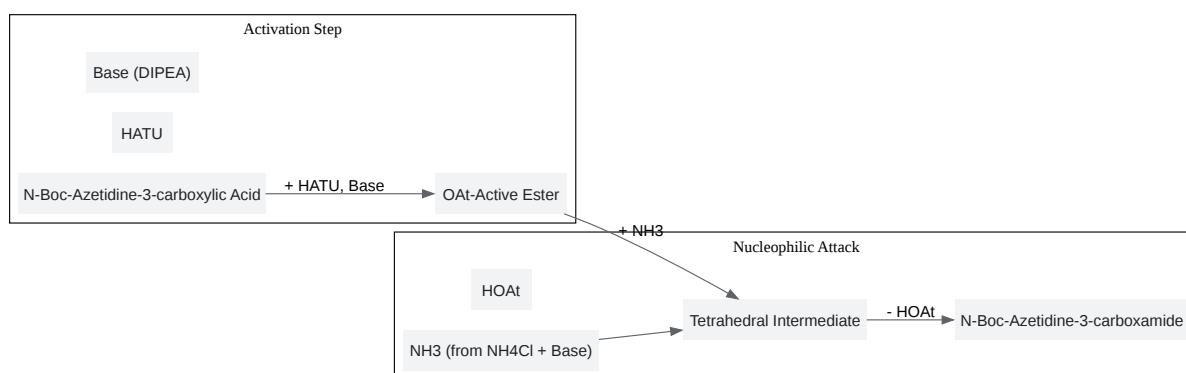 Activation Step
Base (DIPEA)
HATU
N-Boc-Azetidine-3-carboxylic Acid
+ HATU, Base
OAt-Active Ester
+ NH3
Nucleophilic Attack
HOAt
NH3 (from NH4Cl + Base)
Tetrahedral Intermediate
- HOAt
N-Boc-Azetidine-3-carboxamide